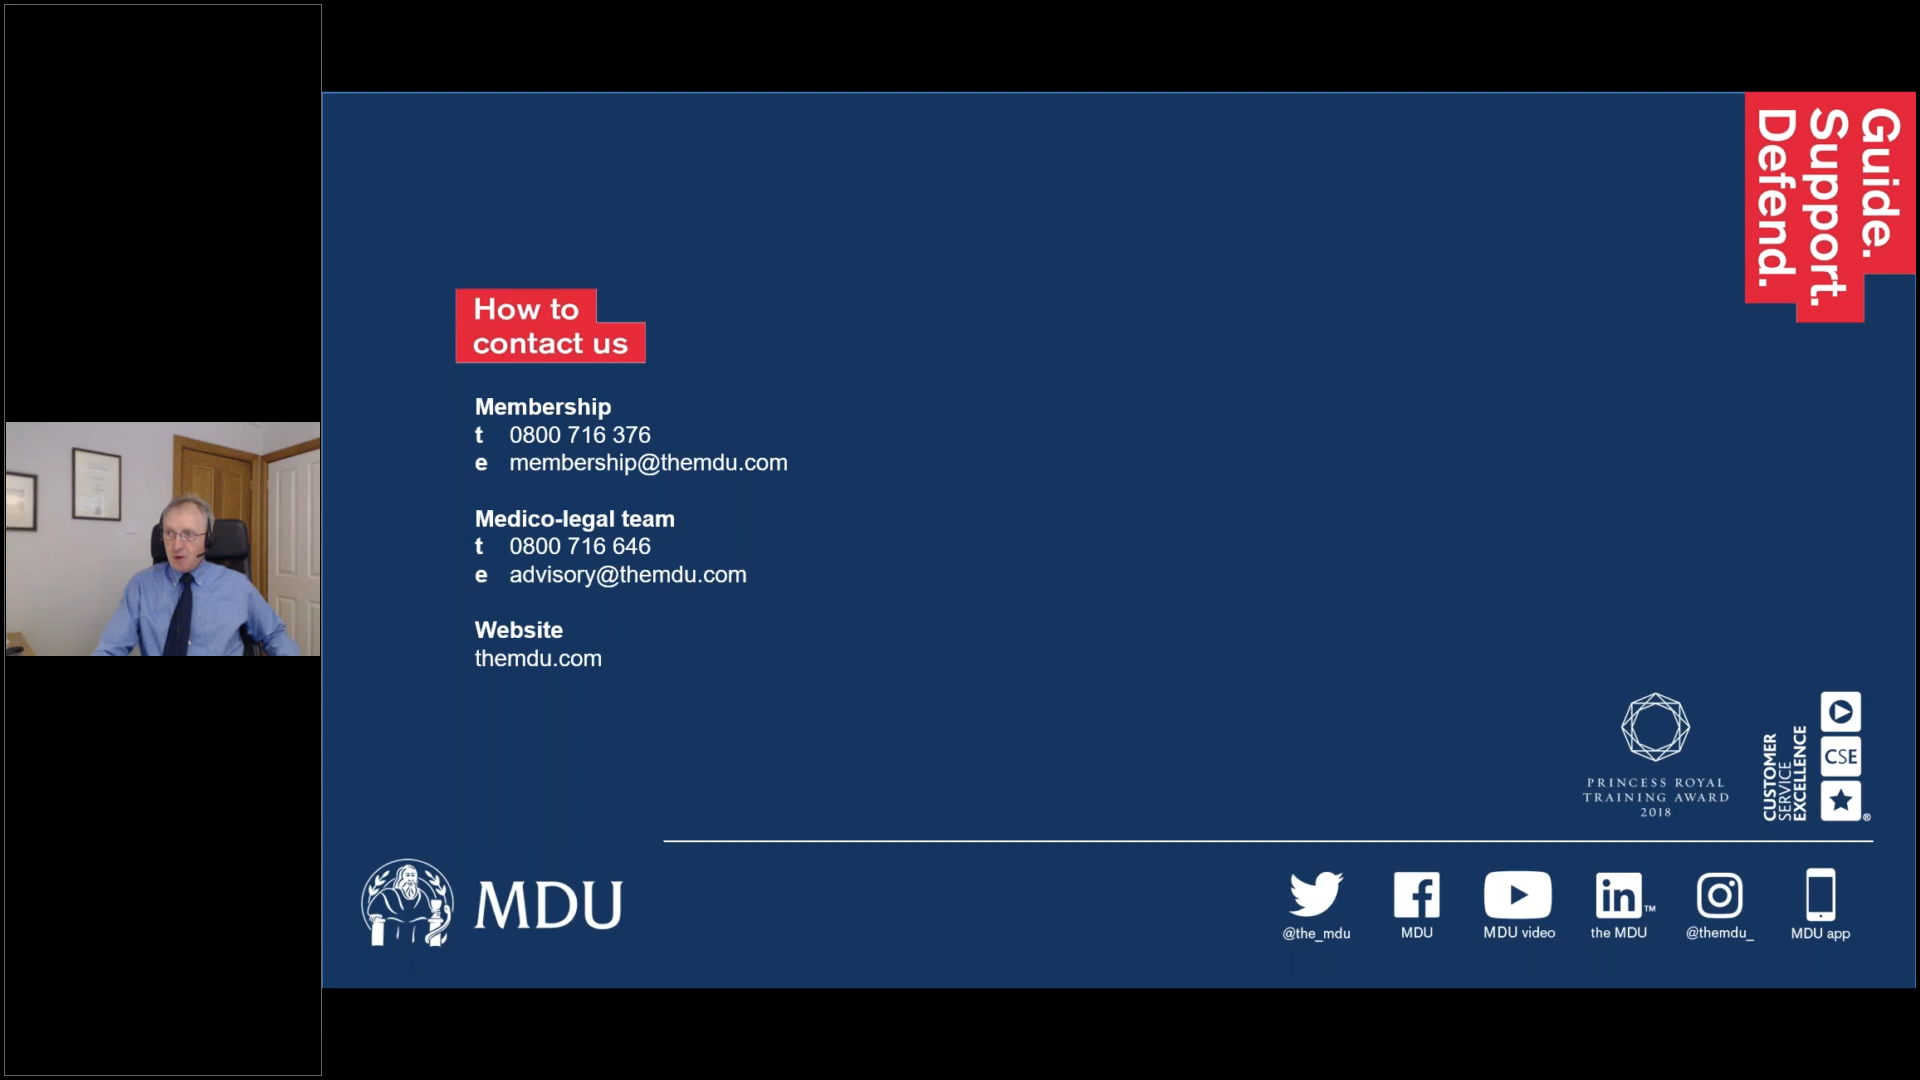 Guide.
Support.
Defend.
How to
contact us
Membership
t 0800 716 376
e membership@themdu.com
Medico-legal team
t 0800 716 646
e advisory@themdu.com
Website
themdu.com
PRINCESS ROYAL
TRAINING AWARD
2018
CUSTOMER
SERVICE
EXCELLENCE
CSE
®
MDU
in™
@the_mdu
MDU
MDU video
the MDU
@themdu_
MDU app